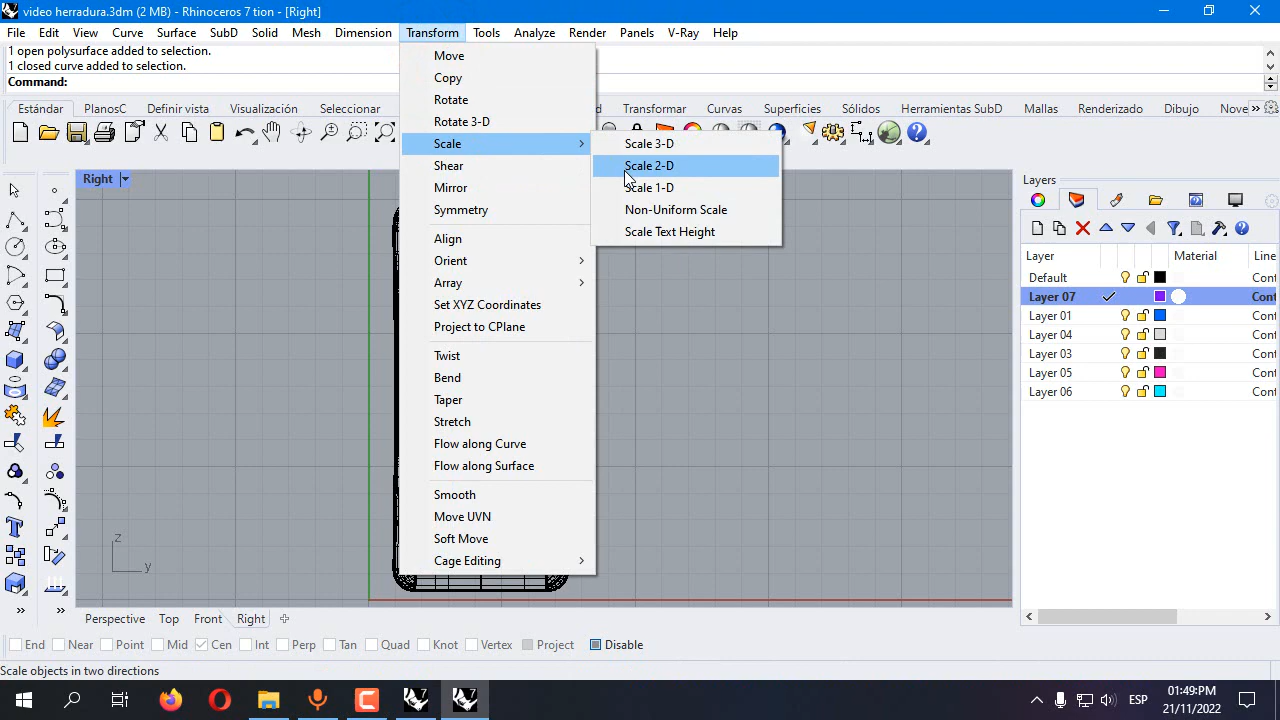 video herradura.3dm (2 MB) - Rhinoceros 7 tion - [Right]
File Edit View Curve Surface SubD Solid Mesh Dimension Transform Tools Analyze Render Panels V-Ray Help
1 open polysurface added to selection.
1 closed curve added to selection.
Command:
Estándar PlanosC Definir vista Visualización Seleccionar Transformar Curvas Superficies Sólidos Herramientas SubD Mallas Renderizado Dibujo Nove
Move
Copy
Rotate
Rotate 3-D
Scale
Shear
Mirror
Symmetry
Align
Orient
Array
Set XYZ Coordinates
Project to CPlane
Twist
Bend
Taper
Stretch
Flow along Curve
Flow along Surface
Smooth
Move UVN
Soft Move
Cage Editing
Scale 3-D
Scale 2-D
Scale 1-D
Non-Uniform Scale
Scale Text Height
Right
z
y
Layers
Layer Material Line
Default Cont
Layer 07 Cont
Layer 01 Cont
Layer 04 Cont
Layer 03 Cont
Layer 05 Cont
Layer 06 Cont
Perspective Top Front Right
End Near Point Mid Cen Int Perp Tan Quad Knot Vertex Project Disable
Scale objects in two directions
ESP
01:49:PM
21/11/2022